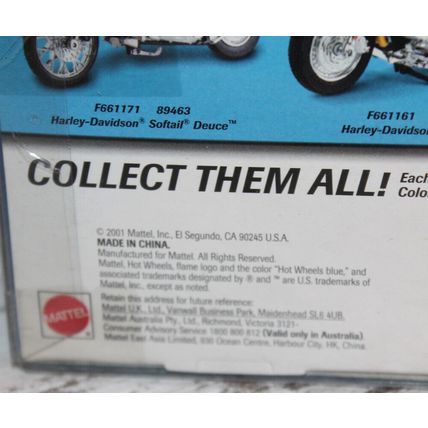 F661171 89463
Harley-Davidson® Softail® Deuce™
F661161
Harley-Davidson
COLLECT THEM ALL!
Each
Colo
© 2001 Mattel, Inc., El Segundo, CA 90245 U.S.A.
MADE IN CHINA.
Manufactured for Mattel. All Rights Reserved.
Mattel, Hot Wheels, flame logo and the color "Hot Wheels blue," and
associated trademarks designated by ® and ™ are U.S. trademarks of
Mattel, Inc., except as noted.
Retain this address for future reference:
Mattel U.K. Ltd., Vanwall Business Park, Maidenhead SL6 4UB.
Mattel Australia Pty., Ltd., Richmond, Victoria 3121-
Consumer Advisory Service 1800 800 812 (Valid only in Australia)
Mattel East Asia Limited, 930 Ocean Centre, Harbour City, HK, China.
MATTEL